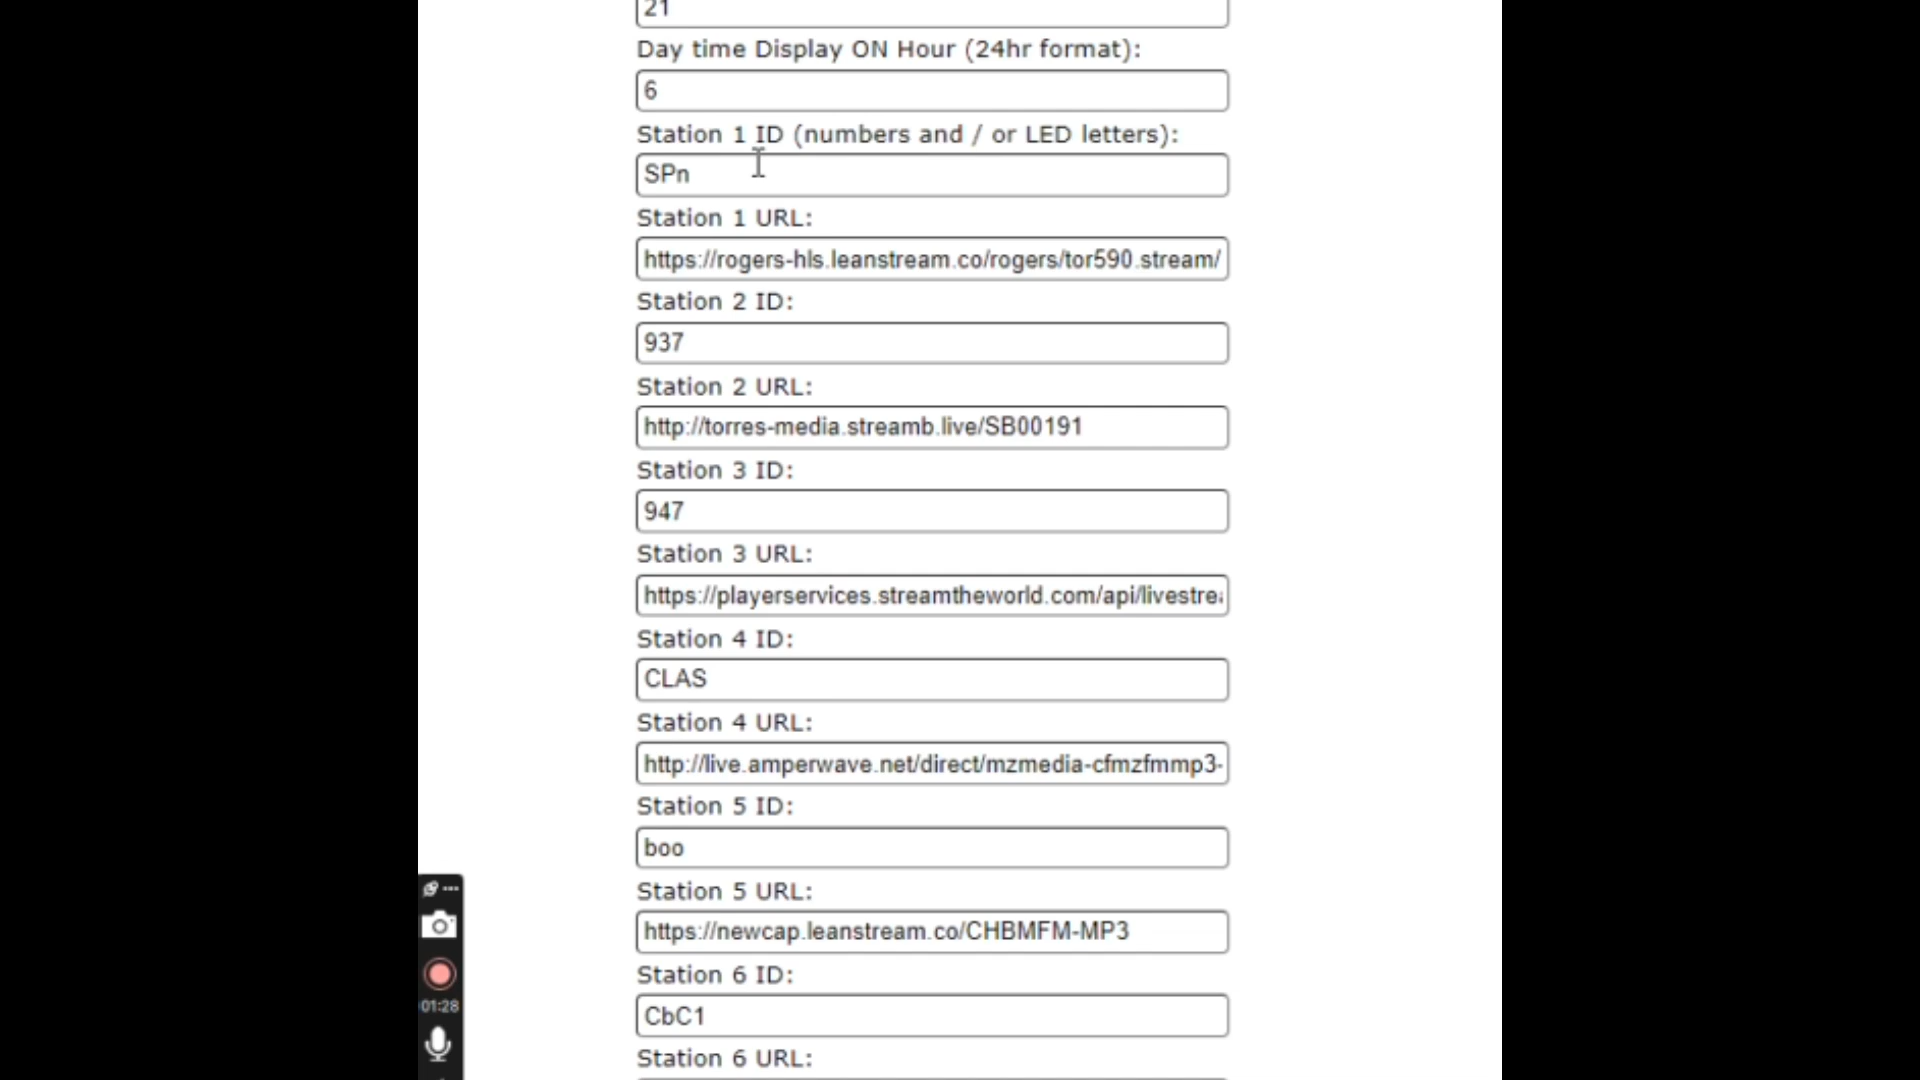 21
Day time Display ON Hour (24hr format):
6
Station 1 ID (numbers and / or LED letters):
SPn
Station 1 URL:
https://rogers-hls.leanstream.co/rogers/tor590.stream/
Station 2 ID:
937
Station 2 URL:
http://torres-media.streamb.live/SB00191
Station 3 ID:
947
Station 3 URL:
https://playerservices.streamtheworld.com/api/livestrea
Station 4 ID:
CLAS
Station 4 URL:
http://live.amperwave.net/direct/mzmedia-cfmzfmmp3-
Station 5 ID:
boo
Station 5 URL:
https://newcap.leanstream.co/CHBMFM-MP3
Station 6 ID:
CbC1
01:28
Station 6 URL: